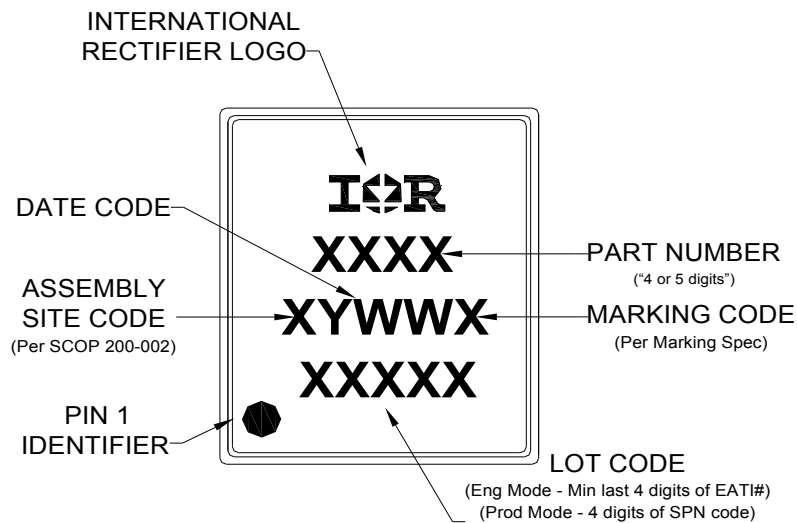 INTERNATIONAL
RECTIFIER LOGO
IOR
DATE CODE
XXXX
PART NUMBER
(“4 or 5 digits”)
ASSEMBLY
SITE CODE
(Per SCOP 200-002)
XYWWX
MARKING CODE
(Per Marking Spec)
XXXXX
PIN 1
IDENTIFIER
LOT CODE
(Eng Mode - Min last 4 digits of EATI#)
(Prod Mode - 4 digits of SPN code)